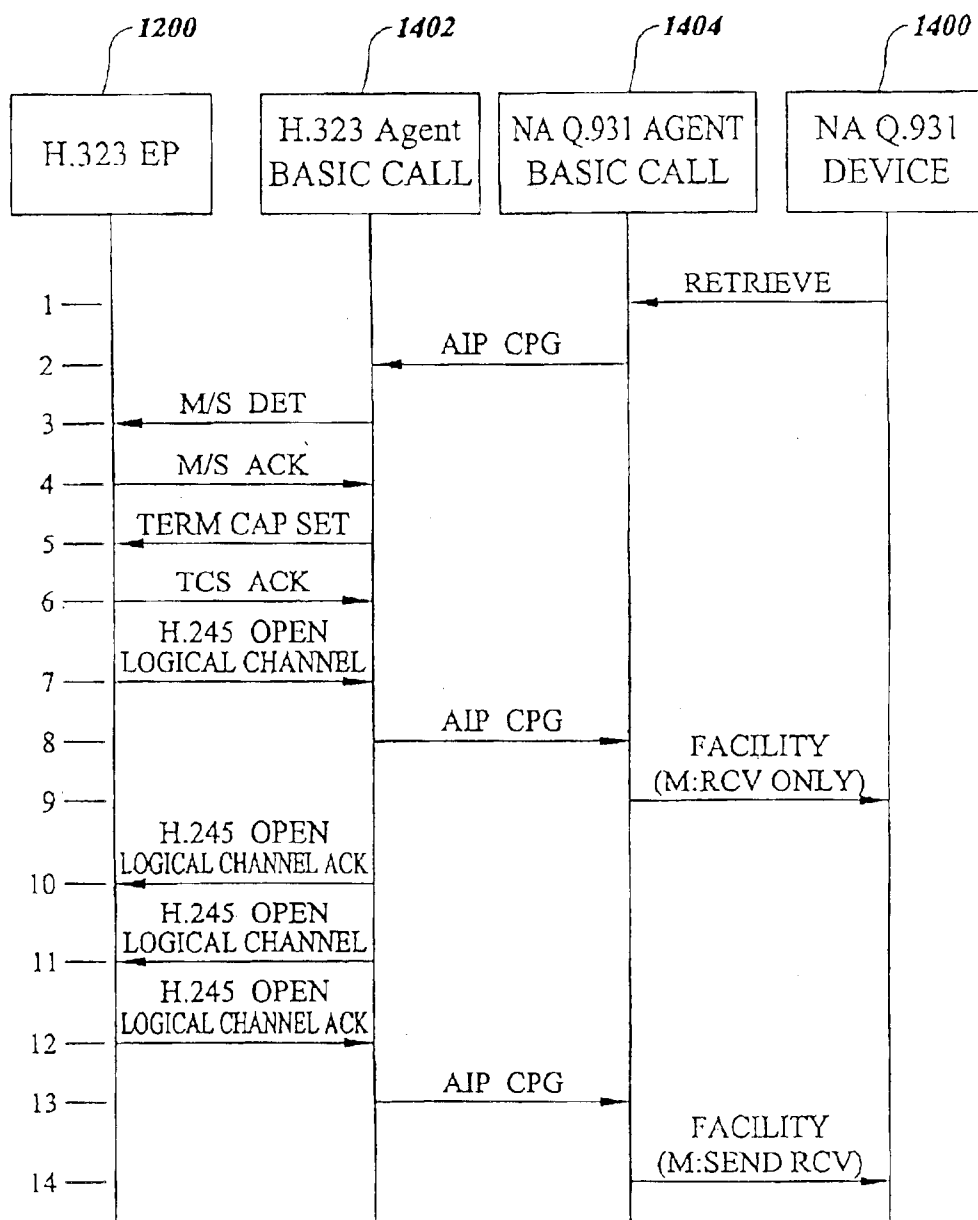 1200
1402
1404
1400
H.323 EP
H.323 Agent
BASIC CALL
NA Q.931 AGENT
BASIC CALL
NA Q.931
DEVICE
1
RETRIEVE
2
AIP CPG
3
M/S DET
4
M/S ACK
5
TERM CAP SET
6
TCS ACK
7
H.245 OPEN
LOGICAL CHANNEL
8
AIP CPG
9
FACILITY
(M:RCV ONLY)
10
H.245 OPEN
LOGICAL CHANNEL ACK
11
H.245 OPEN
LOGICAL CHANNEL
12
H.245 OPEN
LOGICAL CHANNEL ACK
13
AIP CPG
14
FACILITY
(M:SEND RCV)